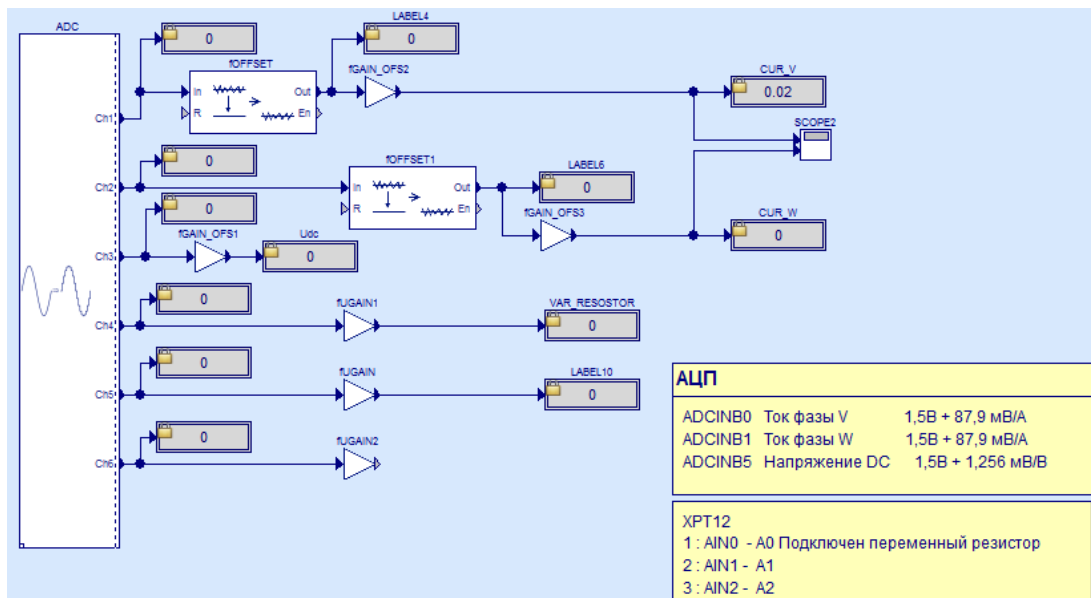 ADC
0
LABEL4
0
fOFFSET
In
Out
R
En
fGAIN_OFS2
CUR_V
0.02
SCOPE2
Ch1
0
fOFFSET1
In
Out
R
En
LABEL6
0
Ch2
0
fGAIN_OFS3
CUR_W
0
fGAIN_OFS1
Udc
0
Ch3
0
fUGAIN1
VAR_RESOSTOR
0
Ch4
0
fUGAIN
LABEL10
0
Ch5
0
fUGAIN2
Ch6
АЦП
ADCINB0 Ток фазы V 1,5В + 87,9 мВ/А
ADCINB1 Ток фазы W 1,5В + 87,9 мВ/А
ADCINB5 Напряжение DC 1,5В + 1,256 мВ/В
XPT12
1 : AIN0 - A0 Подключен переменный резистор
2 : AIN1 - A1
3 : AIN2 - A2